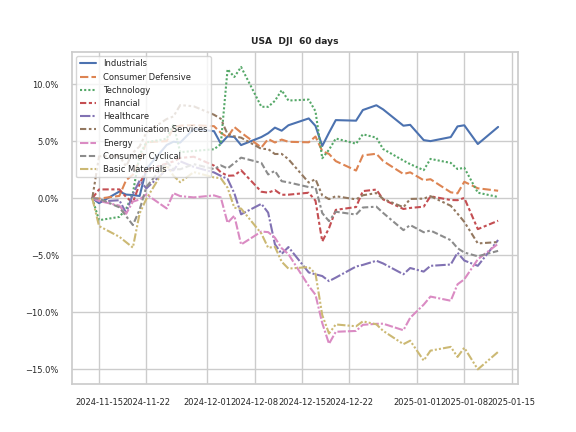 USA DJI 60 days
Industrials
Consumer Defensive
Technology
Financial
Healthcare
Communication Services
Energy
Consumer Cyclical
Basic Materials
10.0%
5.0%
0.0%
−5.0%
−10.0%
−15.0%
2024-11-15 2024-11-22 2024-12-01 2024-12-08 2024-12-15 2024-12-22 2025-01-01 2025-01-08 2025-01-15